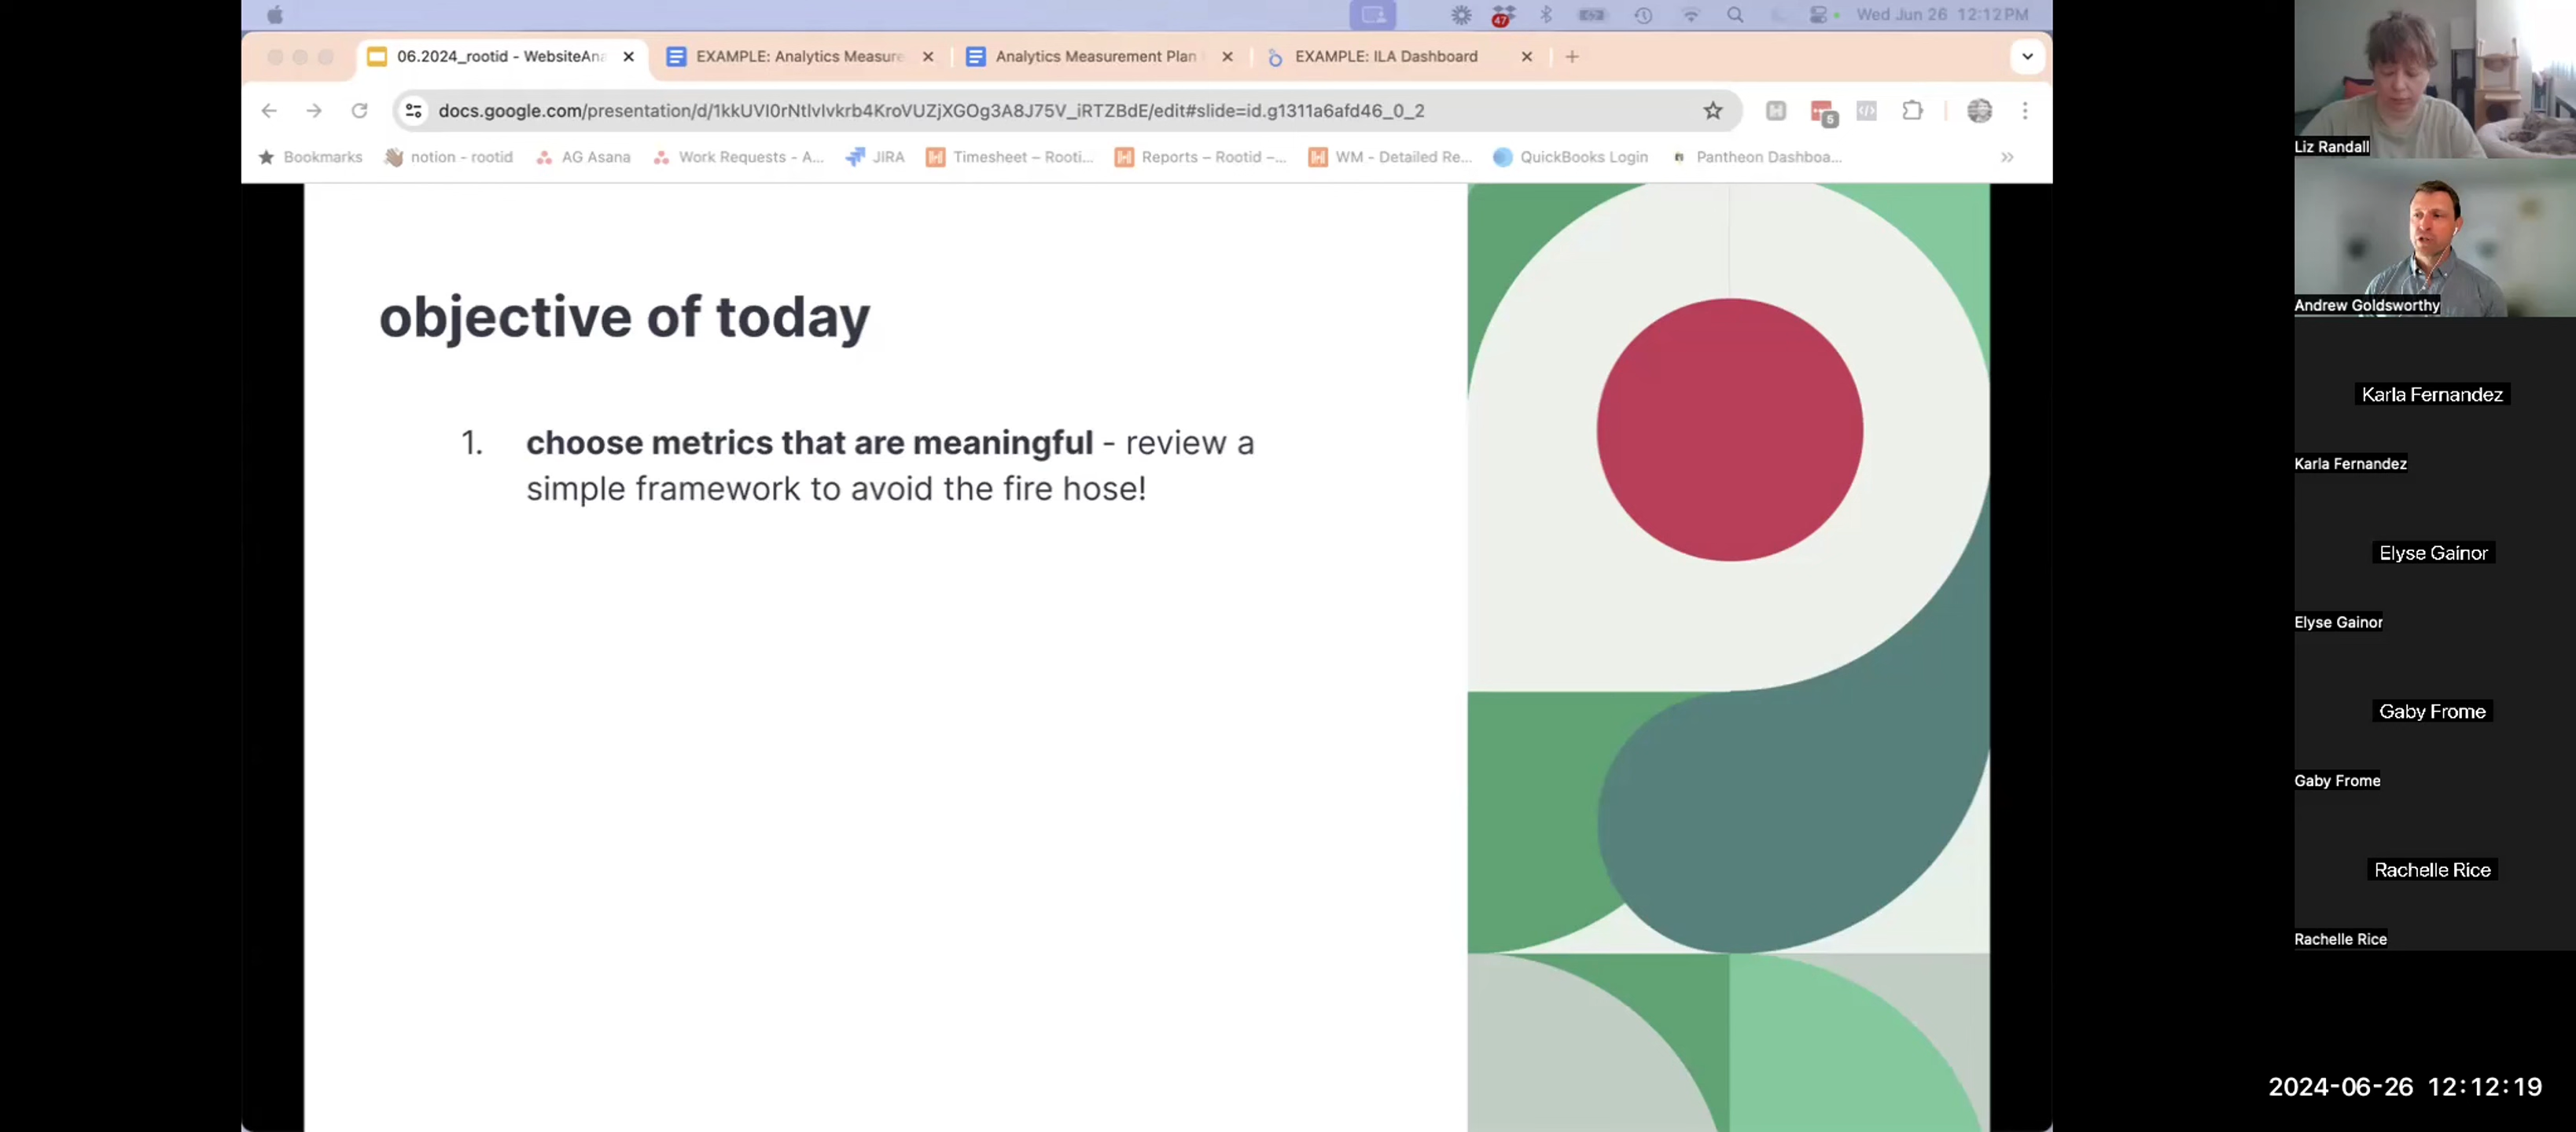 Wed Jun 26 12:12 PM
47
06.2024_rootid - WebsiteAna
EXAMPLE: Analytics Measure
Analytics Measurement Plan
EXAMPLE: ILA Dashboard
docs.google.com/presentation/d/1kkUVI0rNtlvIvkrb4KroVUZjXGOg3A8J75V_iRTZBdE/edit#slide=id.g1311a6afd46_0_2
5
Bookmarks
notion - rootid
AG Asana
Work Requests - A...
JIRA
Timesheet – Rooti...
Reports – Rootid –...
WM - Detailed Re...
QuickBooks Login
Pantheon Dashboa...
objective of today
1. choose metrics that are meaningful - review a
simple framework to avoid the fire hose!
Liz Randall
Andrew Goldsworthy
Karla Fernandez
Karla Fernandez
Elyse Gainor
Elyse Gainor
Gaby Frome
Gaby Frome
Rachelle Rice
Rachelle Rice
2024-06-26 12:12:19